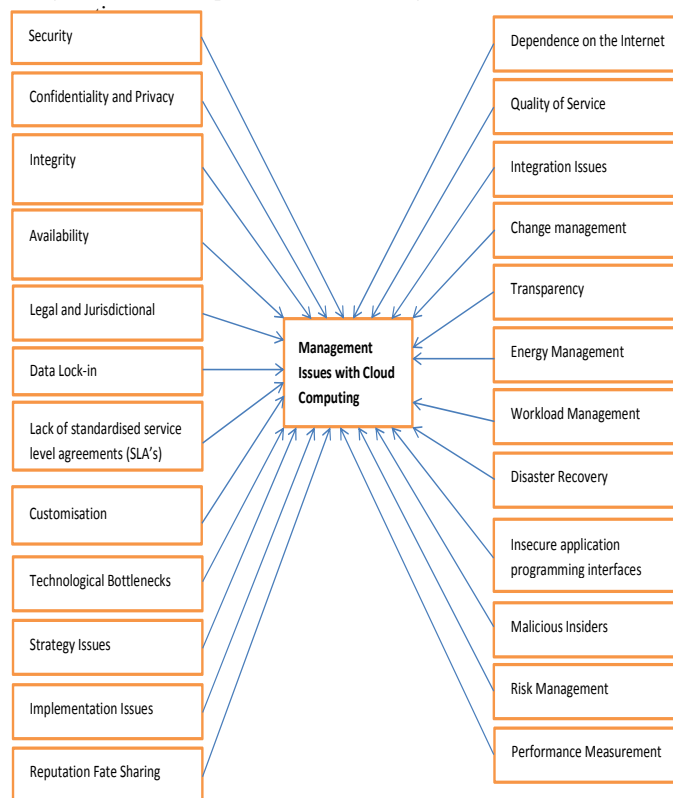 Security
Confidentiality and Privacy
Integrity
Availability
Legal and Jurisdictional
Data Lock-in
Lack of standardised service
level agreements (SLA's)
Customisation
Technological Bottlenecks
Strategy Issues
Implementation Issues
Reputation Fate Sharing
Management
Issues with Cloud
Computing
Dependence on the Internet
Quality of Service
Integration Issues
Change management
Transparency
Energy Management
Workload Management
Disaster Recovery
Insecure application
programming interfaces
Malicious Insiders
Risk Management
Performance Measurement